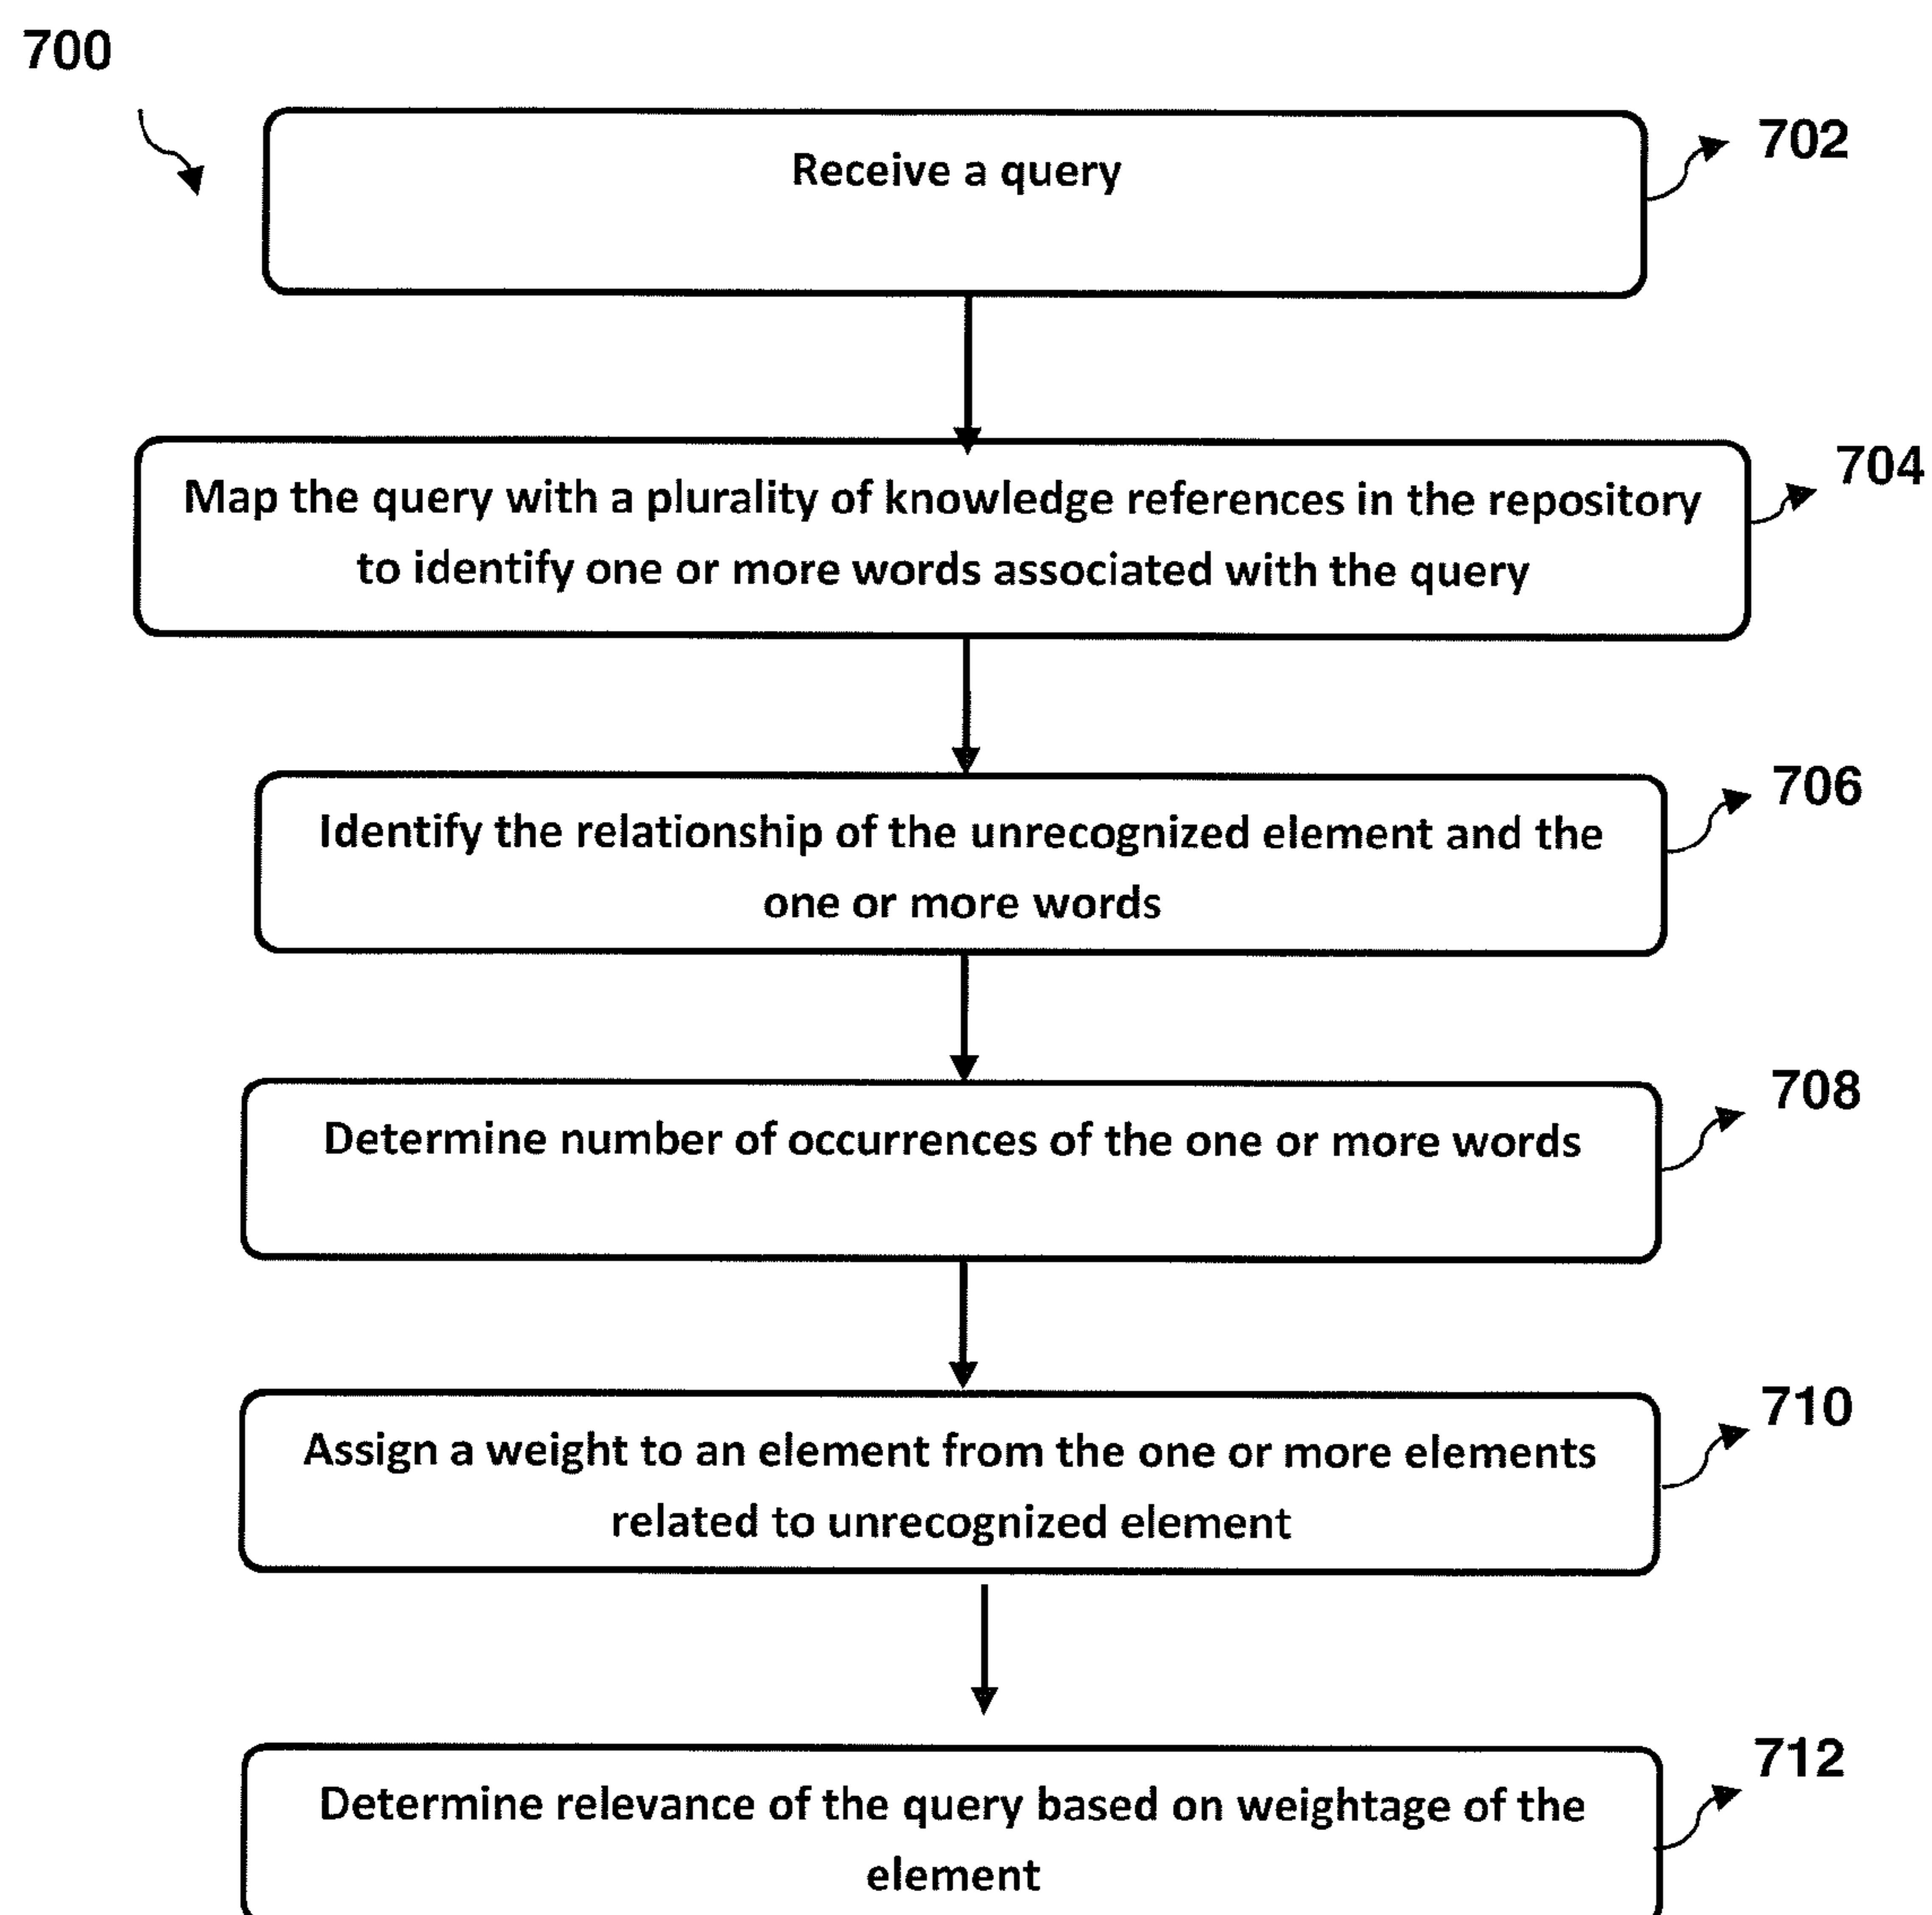 700
Receive a query
702
Map the query with a plurality of knowledge references in the repository
to identify one or more words associated with the query
704
Identify the relationship of the unrecognized element and the
one or more words
706
Determine number of occurrences of the one or more words
708
Assign a weight to an element from the one or more elements
related to unrecognized element
710
Determine relevance of the query based on weightage of the
element
712